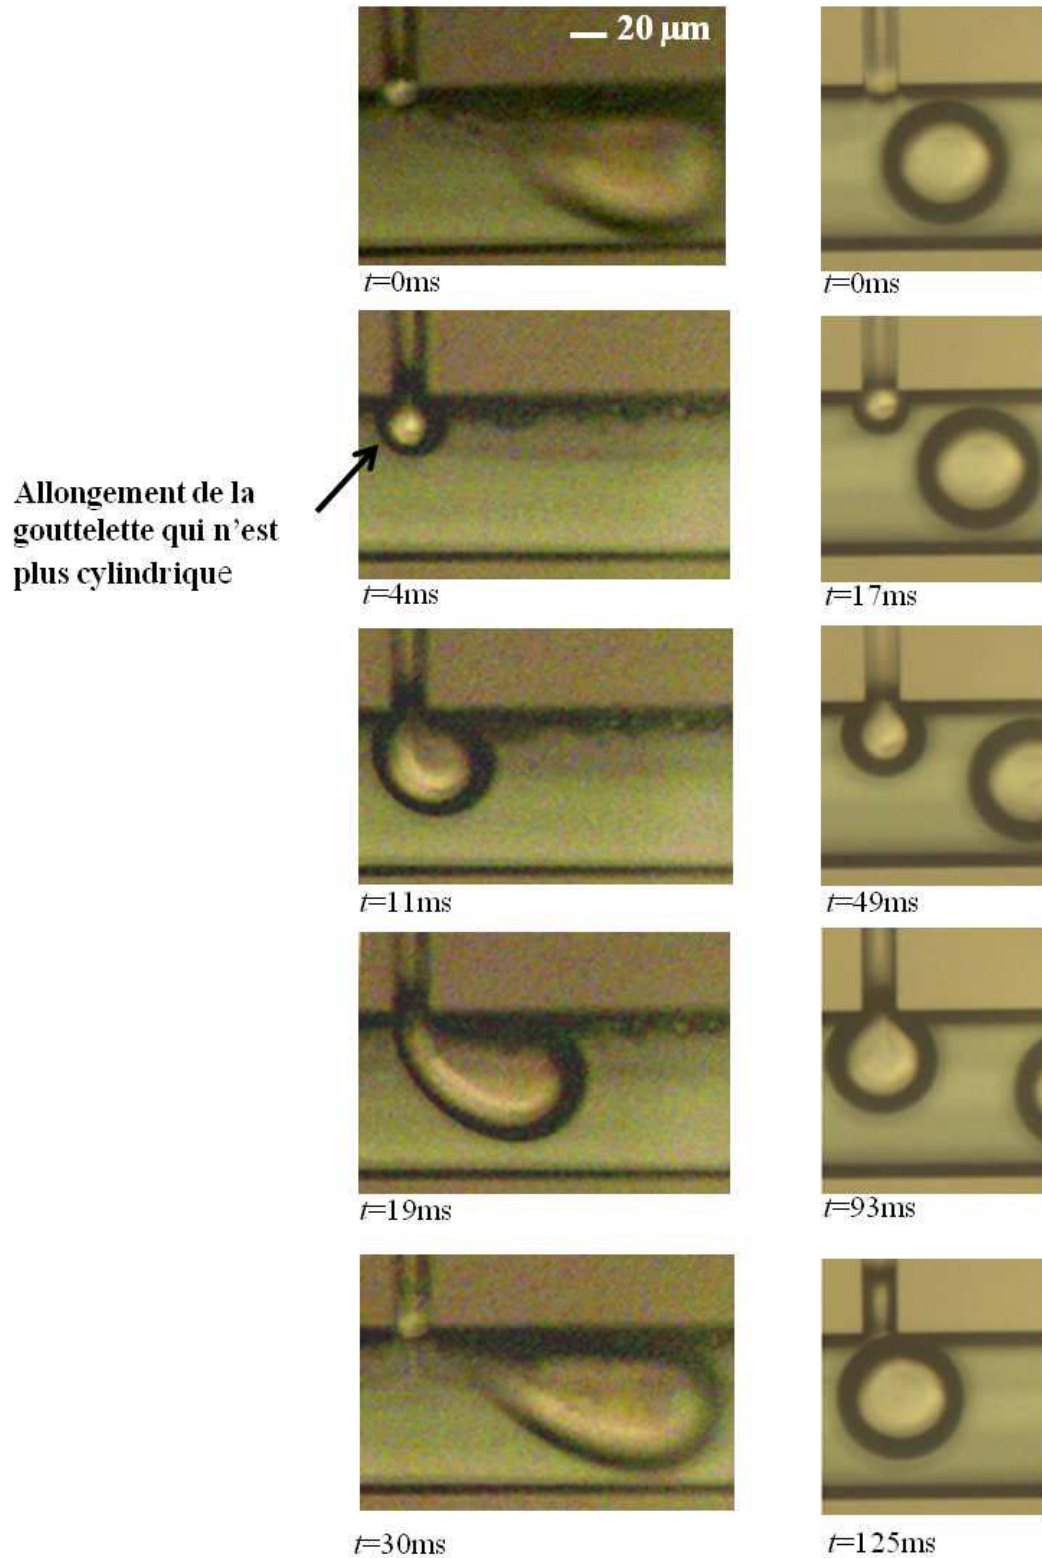 20 µm
t=0ms
t=0ms
Allongement de la
gouttelette qui n'est
plus cylindrique
t=4ms
t=17ms
t=11ms
t=49ms
t=19ms
t=93ms
t=30ms
t=125ms